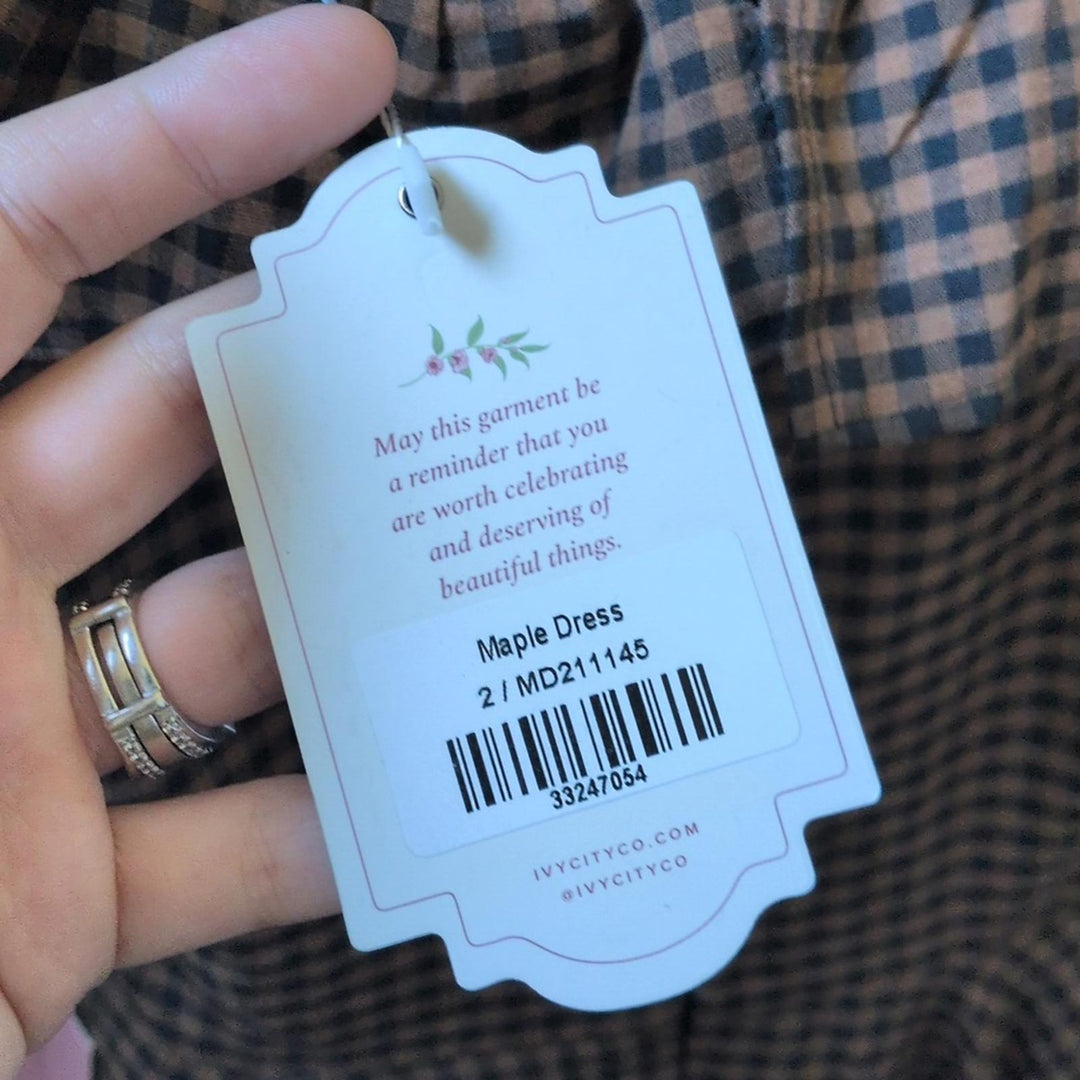 May this garment be
a reminder that you
are worth celebrating
and deserving of
beautiful things.
Maple Dress
2 / MD211145
33247054
IVYCITYCO.COM
@IVYCITYCO